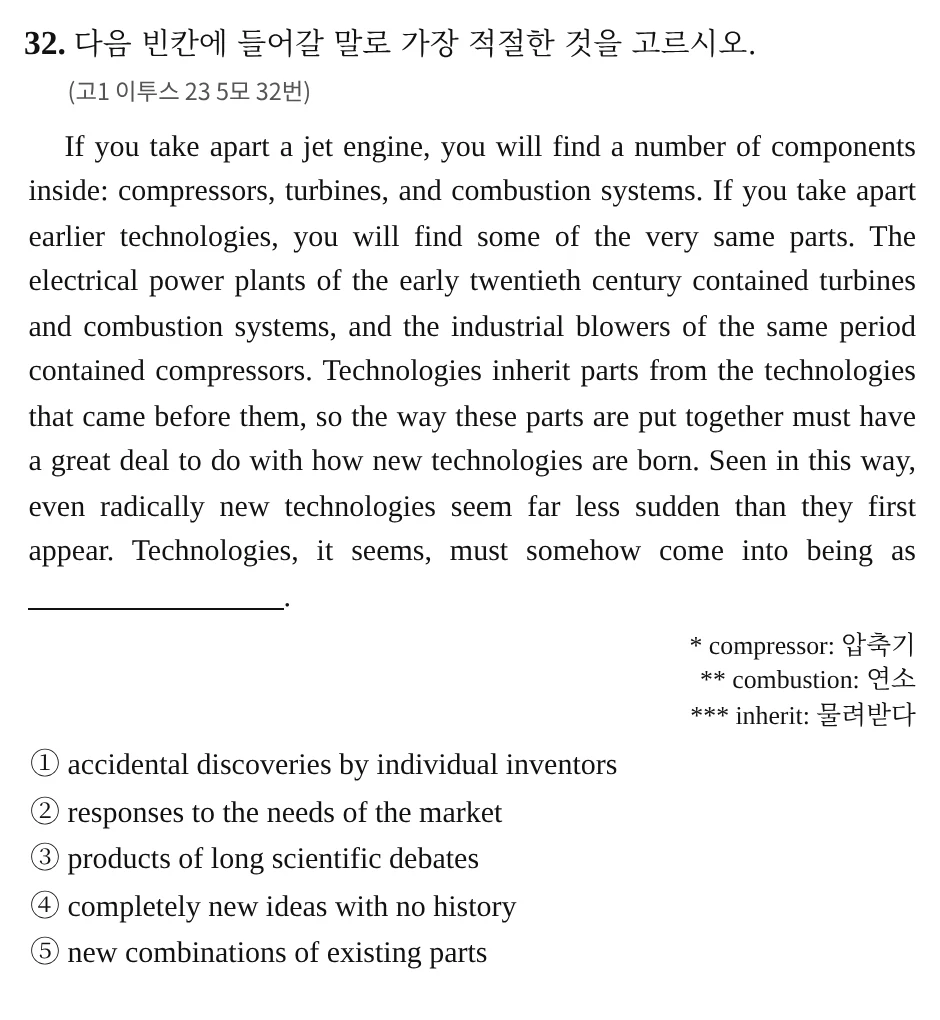 32. 다음 빈칸에 들어갈 말로 가장 적절한 것을 고르시오.
(고1 이투스 23 5모 32번)
If you take apart a jet engine, you will find a number of components
inside: compressors, turbines, and combustion systems. If you take apart
earlier technologies, you will find some of the very same parts. The
electrical power plants of the early twentieth century contained turbines
and combustion systems, and the industrial blowers of the same period
contained compressors. Technologies inherit parts from the technologies
that came before them, so the way these parts are put together must have
a great deal to do with how new technologies are born. Seen in this way,
even radically new technologies seem far less sudden than they first
appear. Technologies, it seems, must somehow come into being as
_________________.
* compressor: 압축기
** combustion: 연소
*** inherit: 물려받다
① accidental discoveries by individual inventors
② responses to the needs of the market
③ products of long scientific debates
④ completely new ideas with no history
⑤ new combinations of existing parts